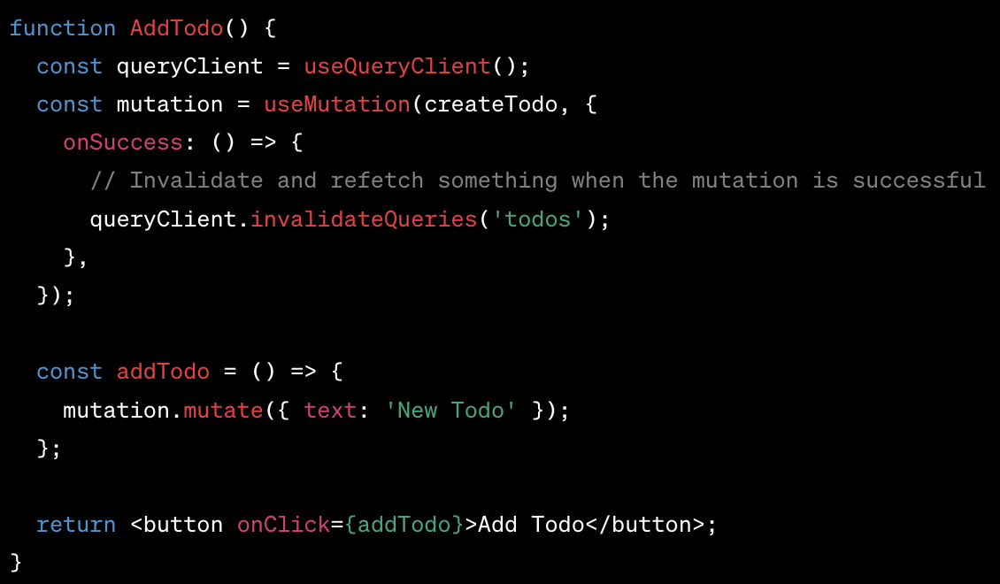 function AddTodo() {
  const queryClient = useQueryClient();
  const mutation = useMutation(createTodo, {
    onSuccess: () => {
      // Invalidate and refetch something when the mutation is successful
      queryClient.invalidateQueries('todos');
    },
  });

  const addTodo = () => {
    mutation.mutate({ text: 'New Todo' });
  };

  return <button onClick={addTodo}>Add Todo</button>;
}